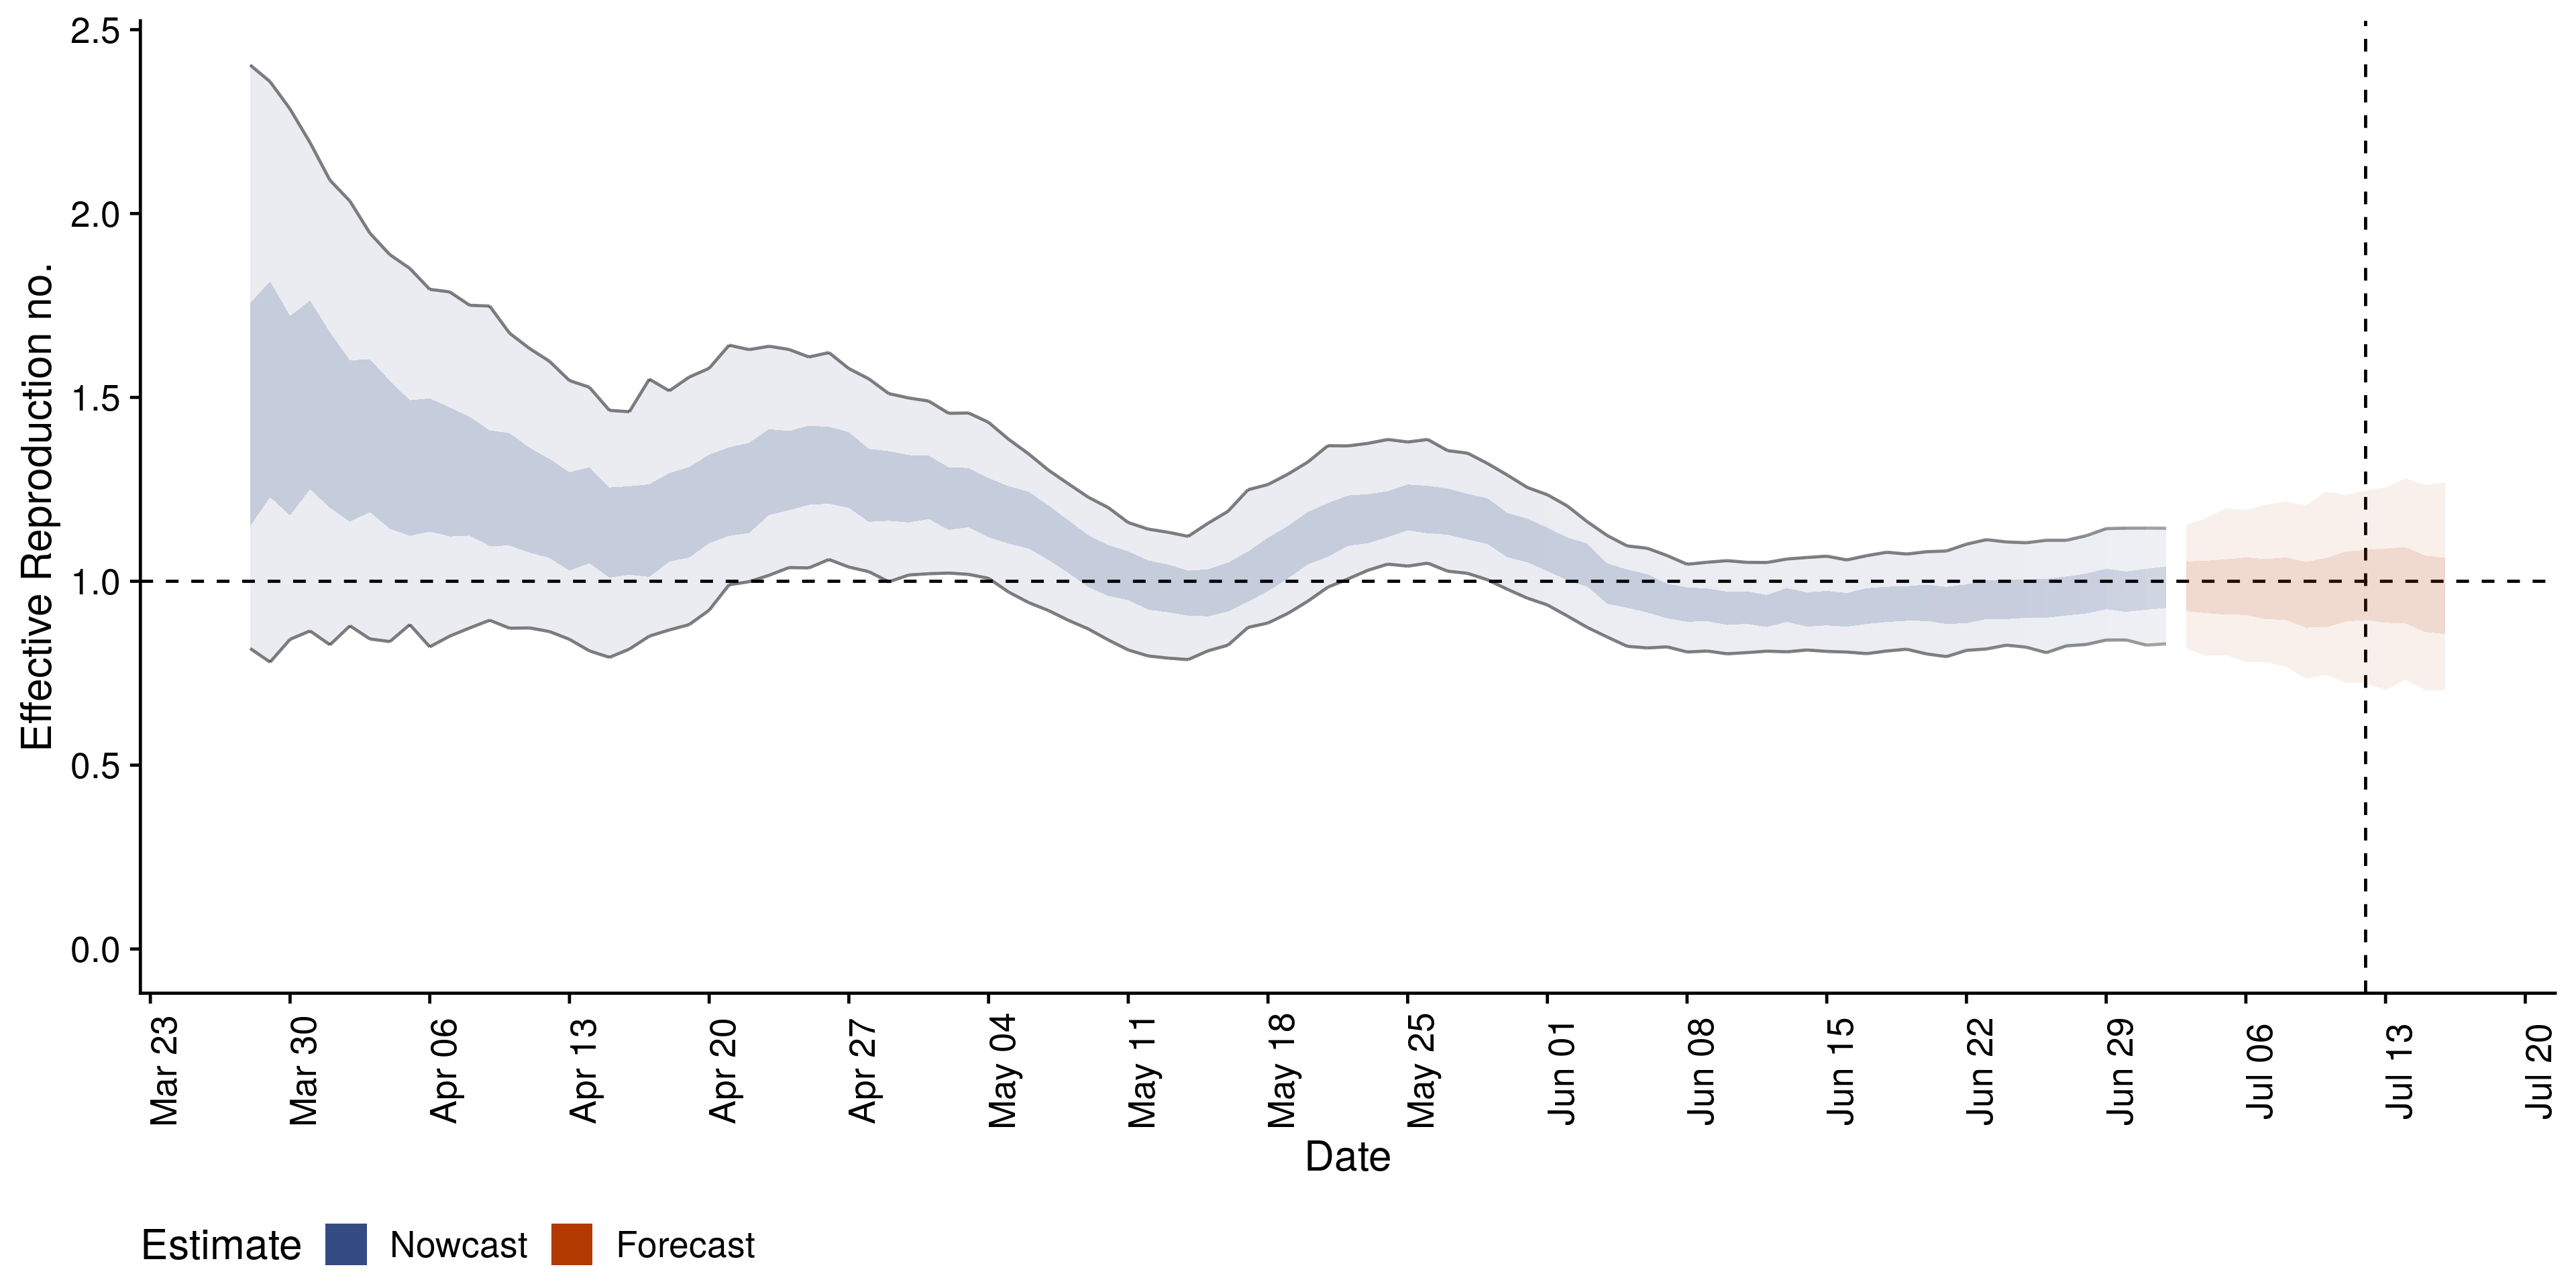 Effective Reproduction no.
2.5
2.0
1.5
1.0
0.5
0.0
Mar 23
Mar 30
Apr 06
Apr 13
Apr 20
Apr 27
May 04
May 11
May 18
May 25
Jun 01
Jun 08
Jun 15
Jun 22
Jun 29
Jul 06
Jul 13
Jul 20
Date
Estimate Nowcast Forecast